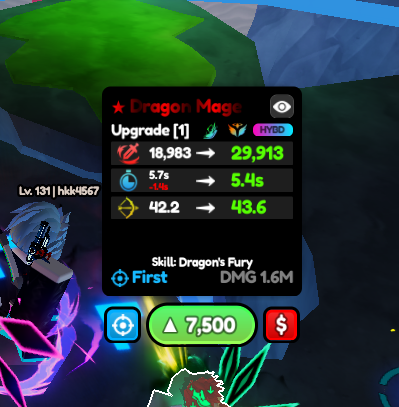 ★ Dragon Mage
Upgrade [1] HYBD
18,983 → 29,913
5.7s → 5.4s
-1.4s
42.2 → 43.6
Lv. 131 | hkk4567
Skill: Dragon's Fury
First DMG 1.6M
▲ 7,500 $